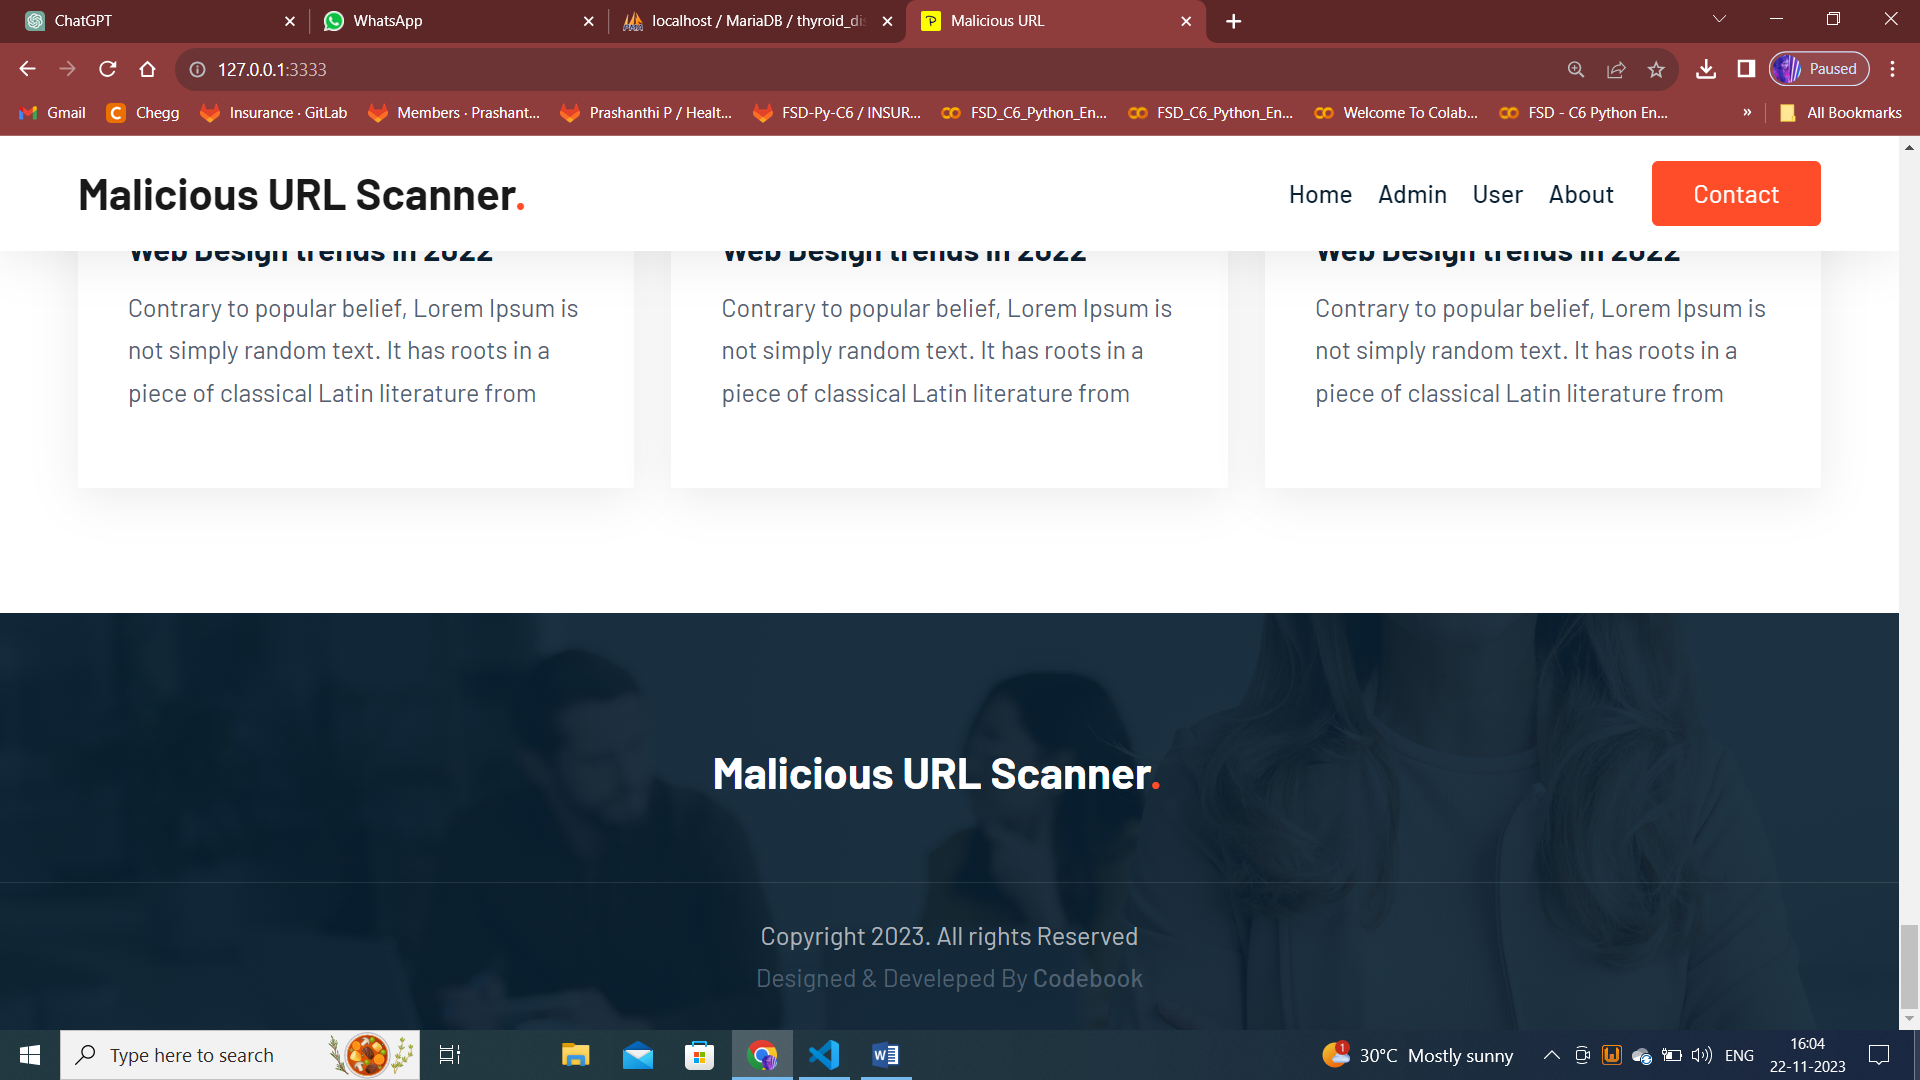 ChatGPT
WhatsApp
localhost / MariaDB / thyroid_dis
Malicious URL
127.0.0.1:3333
Paused
Gmail
Chegg
Insurance · GitLab
Members · Prashant...
Prashanthi P / Healt...
FSD-Py-C6 / INSUR...
FSD_C6_Python_En...
FSD_C6_Python_En...
Welcome To Colab...
FSD - C6 Python En...
»
All Bookmarks
Malicious URL Scanner.
Home
Admin
User
About
Contact
Web Design trends in 2022
Contrary to popular belief, Lorem Ipsum is
not simply random text. It has roots in a
piece of classical Latin literature from
Web Design trends in 2022
Contrary to popular belief, Lorem Ipsum is
not simply random text. It has roots in a
piece of classical Latin literature from
Web Design trends in 2022
Contrary to popular belief, Lorem Ipsum is
not simply random text. It has roots in a
piece of classical Latin literature from
Malicious URL Scanner.
Copyright 2023. All rights Reserved
Designed & Develeped By Codebook
Type here to search
1
30°C Mostly sunny
ENG
16:04
22-11-2023